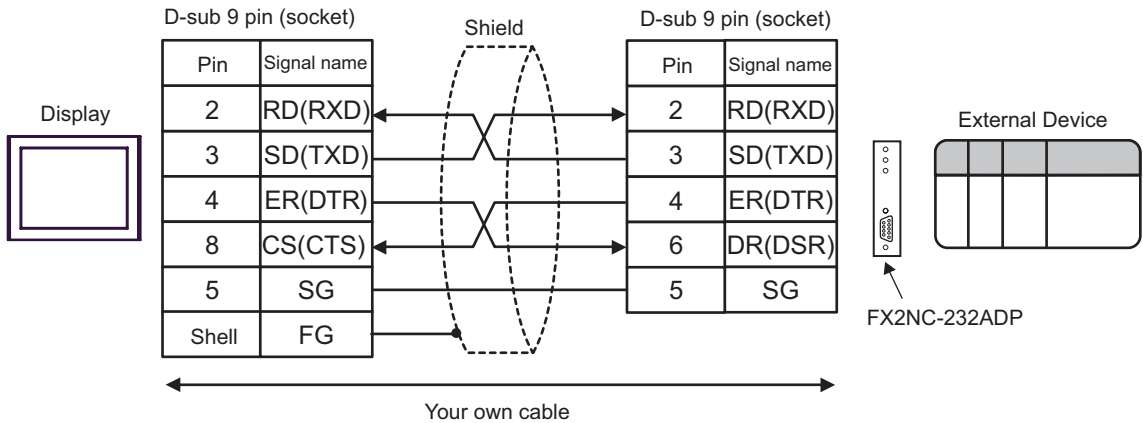 D-sub 9 pin (socket)
Shield
D-sub 9 pin (socket)
Pin Signal name
Pin Signal name
Display
2 RD(RXD)
2 RD(RXD)
External Device
3 SD(TXD)
3 SD(TXD)
4 ER(DTR)
4 ER(DTR)
8 CS(CTS)
6 DR(DSR)
5 SG
5 SG
FX2NC-232ADP
Shell FG
Your own cable